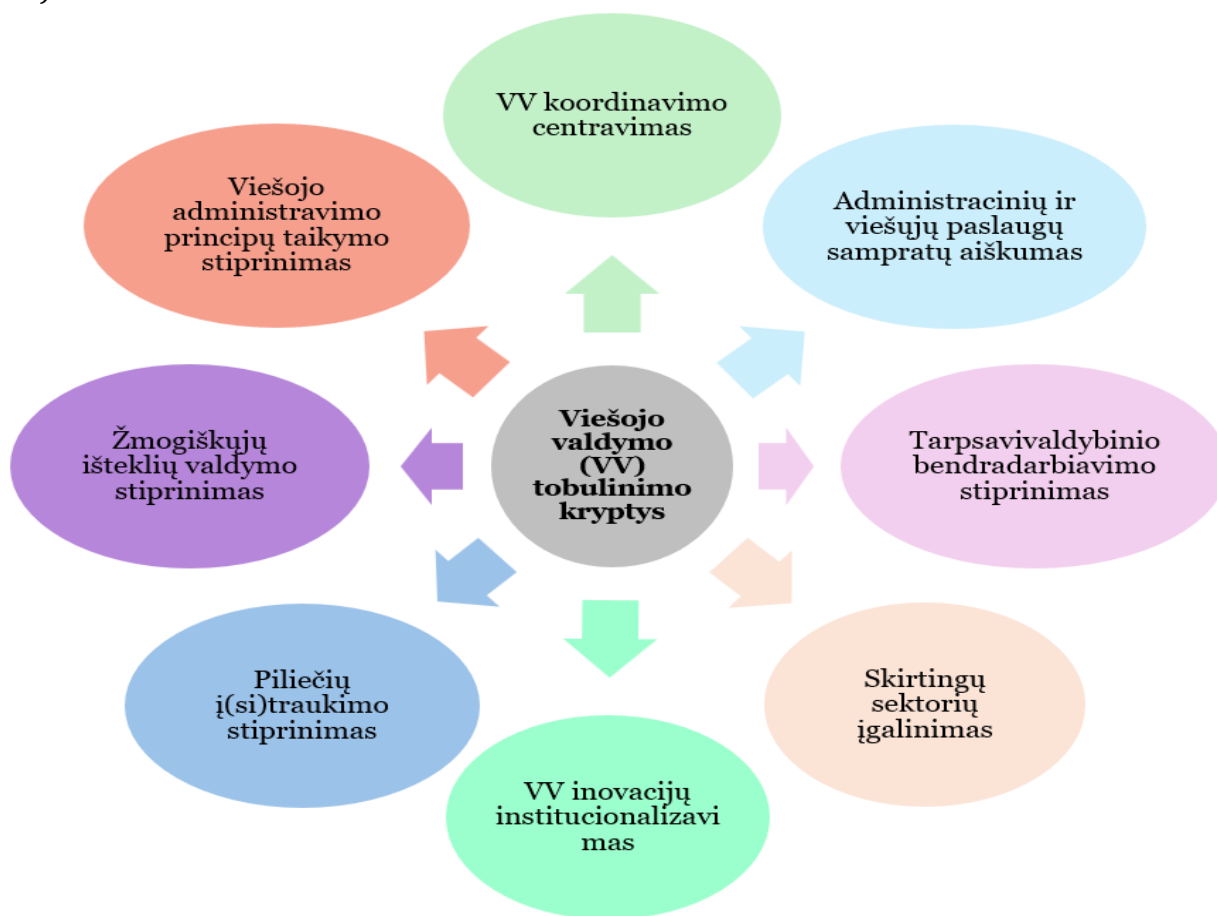 VV koordinavimo
centravimas
Administracinių ir
viešųjų paslaugų
sampratų aiškumas
Tarpsavivaldybinio
bendradarbiavimo
stiprinimas
Skirtingų
sektorių
įgalinimas
VV inovacijų
institucionalizavi
mas
Piliečių
į(si)traukimo
stiprinimas
Žmogiškųjų
išteklių valdymo
stiprinimas
Viešojo
administravimo
principų taikymo
stiprinimas
Viešojo
valdymo
(VV)
tobulinimo
kryptys